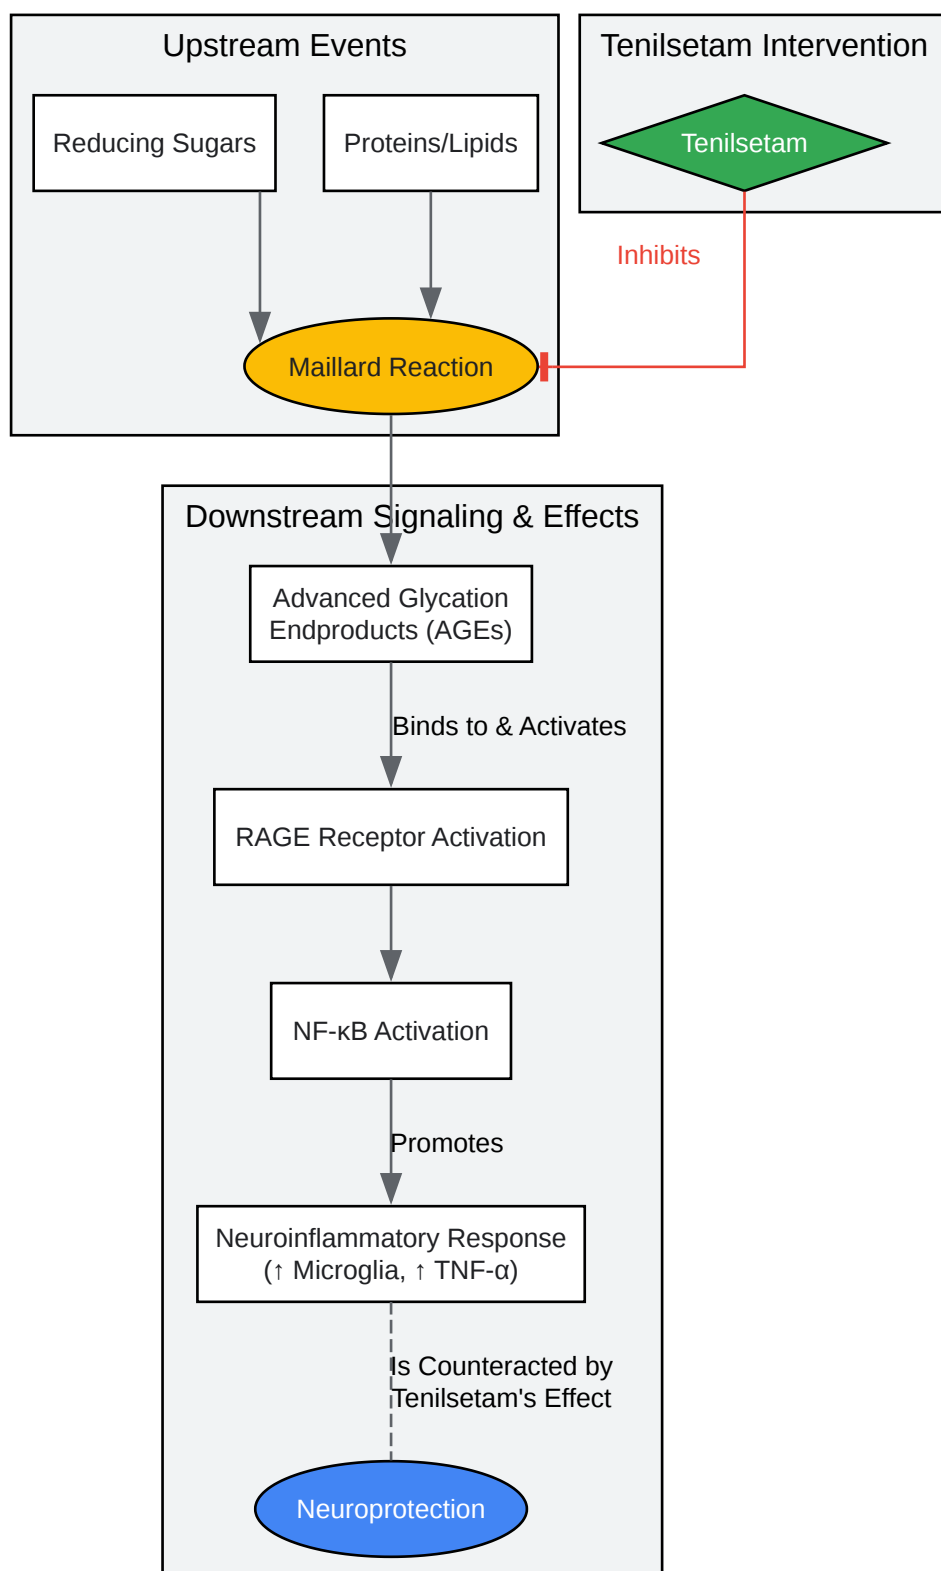 Upstream Events
Tenilsetam Intervention
Reducing Sugars
Proteins/Lipids
Tenilsetam
Inhibits
Maillard Reaction
Downstream Signaling & Effects
Advanced Glycation
Endproducts (AGEs)
Binds to & Activates
RAGE Receptor Activation
NF-κB Activation
Promotes
Neuroinflammatory Response
(↑ Microglia, ↑ TNF-α)
Is Counteracted by
Tenilsetam's Effect
Neuroprotection